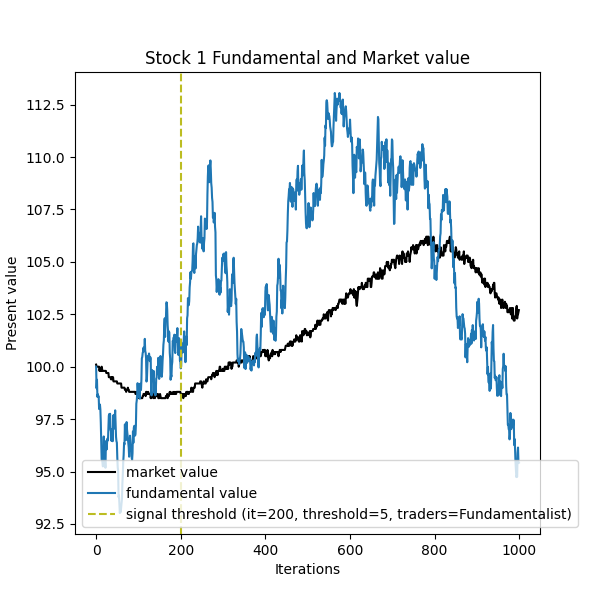 Stock 1 Fundamental and Market value
Present value
112.5
110.0
107.5
105.0
102.5
100.0
97.5
95.0
92.5
market value
fundamental value
signal threshold (it=200, threshold=5, traders=Fundamentalist)
0 200 400 600 800 1000
Iterations